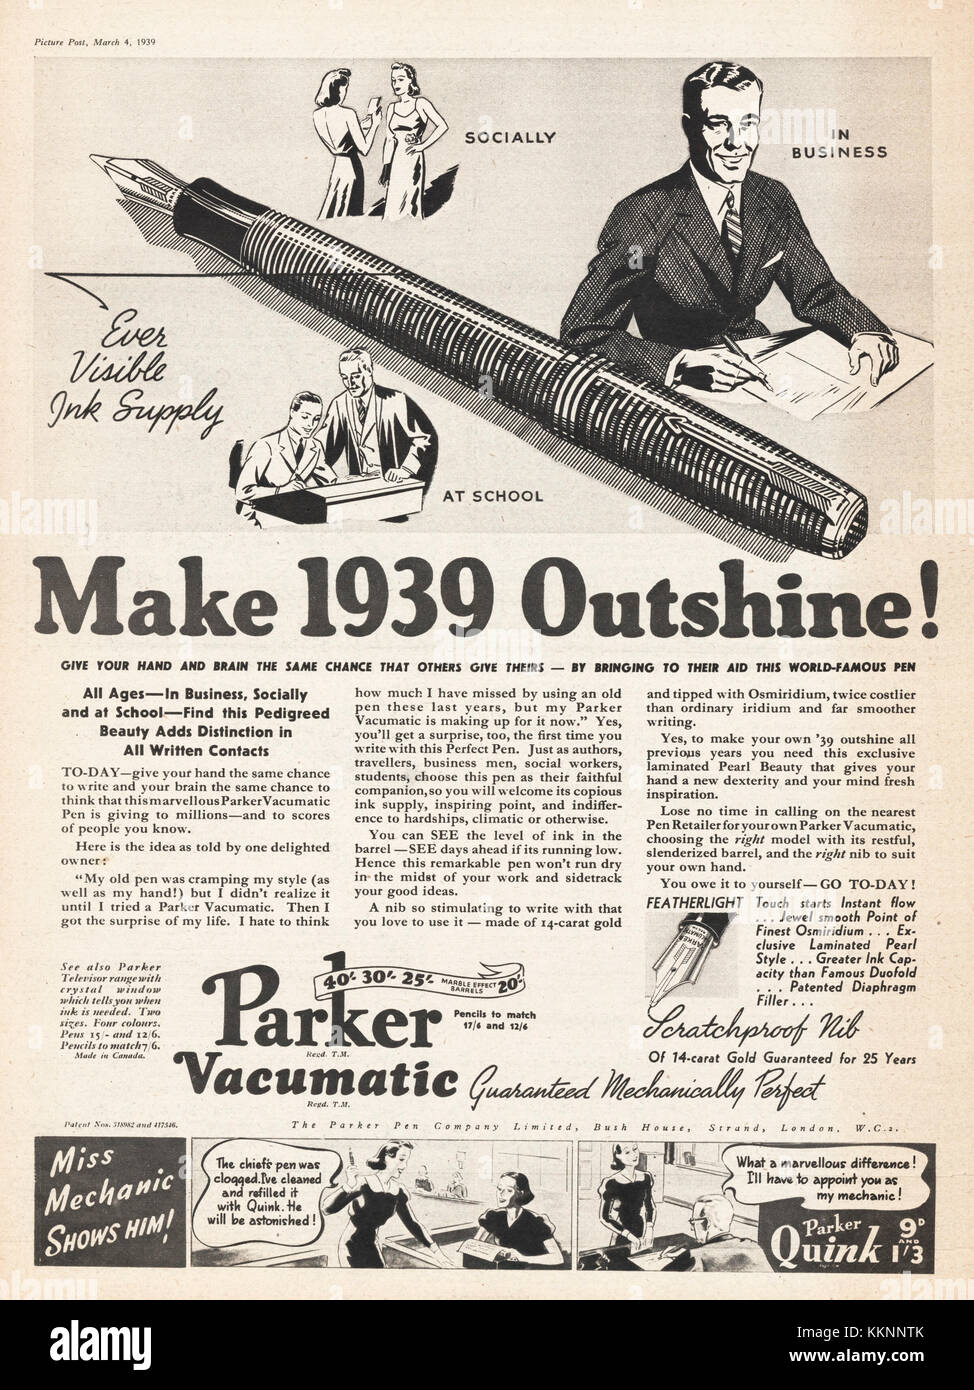 Picture Post, March 4, 1939
SOCIALLY
IN
BUSINESS
Ever
Visible
Ink Supply
AT SCHOOL
Make 1939 Outshine!
GIVE YOUR HAND AND BRAIN THE SAME CHANCE THAT OTHERS GIVE THEIRS — BY BRINGING TO THEIR AID THIS WORLD-FAMOUS PEN
All Ages—In Business, Socially
and at School—Find this Pedigreed
Beauty Adds Distinction in
All Written Contacts
TO-DAY—give your hand the same chance
to write and your brain the same chance to
think that this marvellous Parker Vacumatic
Pen is giving to millions—and to scores
of people you know.
Here is the idea as told by one delighted
owner:
"My old pen was cramping my style (as
well as my hand!) but I didn't realize it
until I tried a Parker Vacumatic. Then I
got the surprise of my life. I hate to think
how much I have missed by using an old
pen these last years, but my Parker
Vacumatic is making up for it now." Yes,
you'll get a surprise, too, the first time you
write with this Perfect Pen. Just as authors,
travellers, business men, social workers,
students, choose this pen as their faithful
companion, so you will welcome its copious
ink supply, inspiring point, and indiffer-
ence to hardships, climatic or otherwise.
You can SEE the level of ink in the
barrel—SEE days ahead if its running low.
Hence this remarkable pen won't run dry
in the midst of your work and sidetrack
your good ideas.
A nib so stimulating to write with that
you love to use it — made of 14-carat gold
and tipped with Osmiridium, twice costlier
than ordinary iridium and far smoother
writing.
Yes, to make your own '39 outshine all
previous years you need this exclusive
laminated Pearl Beauty that gives your
hand a new dexterity and your mind fresh
inspiration.
Lose no time in calling on the nearest
Pen Retailer for your own Parker Vacumatic,
choosing the right model with its restful,
slenderized barrel, and the right nib to suit
your own hand.
You owe it to yourself—GO TO-DAY!
FEATHERLIGHT Touch starts Instant flow
. . . Jewel smooth Point of
Finest Osmiridium . . . Ex-
clusive Laminated Pearl
Style . . . Greater Ink Cap-
acity than Famous Duofold
. . . Patented Diaphragm
Filler . . .
PARKER
Scratchproof Nib
Of 14-carat Gold Guaranteed for 25 Years
See also Parker
Televisor range with
crystal window
which tells you when
ink is needed. Two
sizes. Four colours.
Pens 15/- and 12/6.
Pencils to match 7/6.
Made in Canada.
40/- 30/- 25/- MARBLE EFFECT BARRELS 20/-
Pencils to match
17/6 and 12/6
Parker
Regd. T.M.
Vacumatic
Regd. T.M.
Guaranteed Mechanically Perfect
Patent Nos. 318982 and 417546.
The Parker Pen Company Limited, Bush House, Strand, London, W.C.2.
Miss
Mechanic
SHOWS HIM!
The chief's pen was
clogged. I've cleaned
and refilled it
with Quink. He
will be astonished!
What a marvellous difference!
I'll have to appoint you as
my mechanic!
Parker
Quink
9D
AND
1/3
alamy
alamy
Image ID: KKNNTK
www.alamy.com